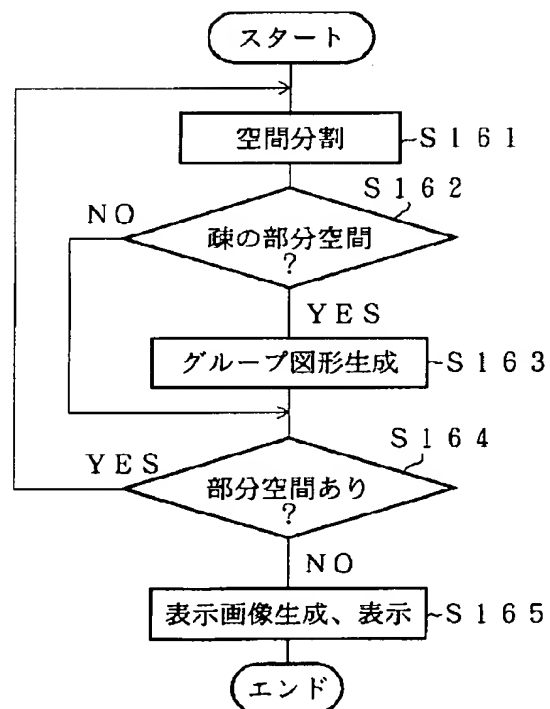 スタート
空間分割
S161
S162
NO
疎の部分空間
?
YES
グループ図形生成
S163
S164
YES
部分空間あり
?
NO
表示画像生成、表示
S165
エンド